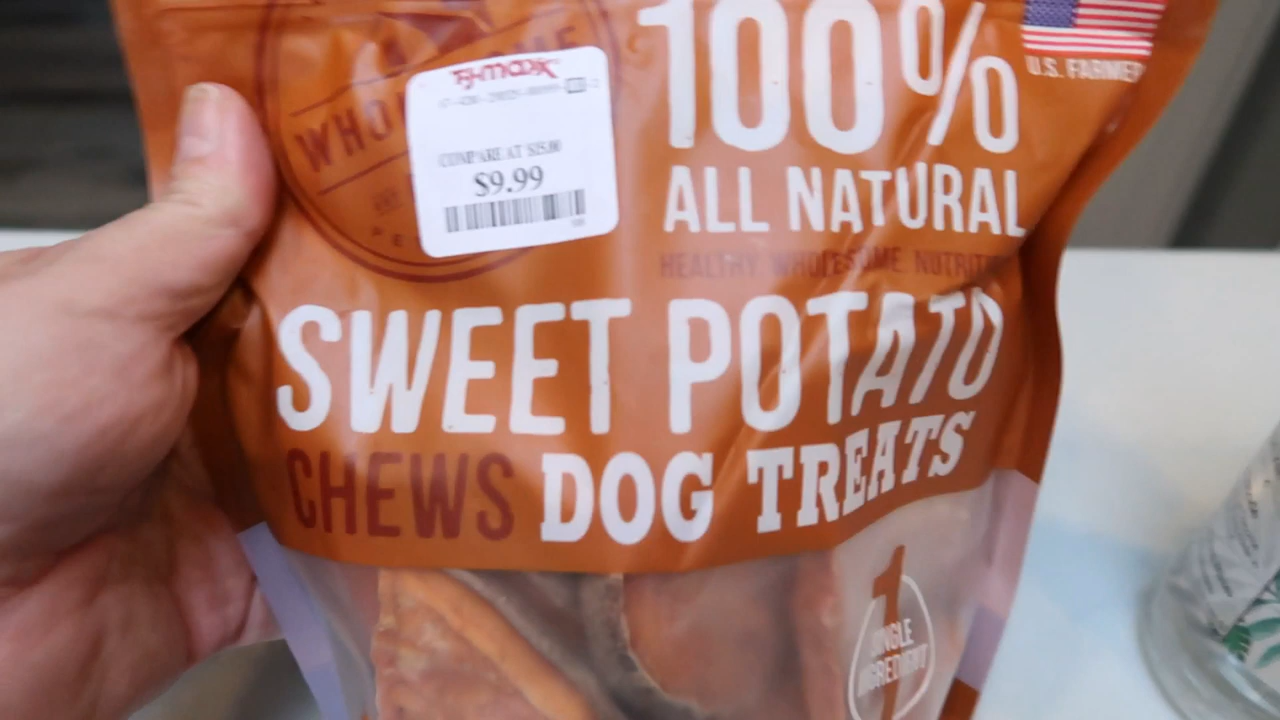 T.J.maxx
COMPARE AT $15.00
$9.99
100%
ALL NATURAL
U.S. FARMED
HEALTHY WHOLESOME NUTRITION
SWEET POTATO
CHEWS DOG TREATS
1
SINGLE
INGREDIENT